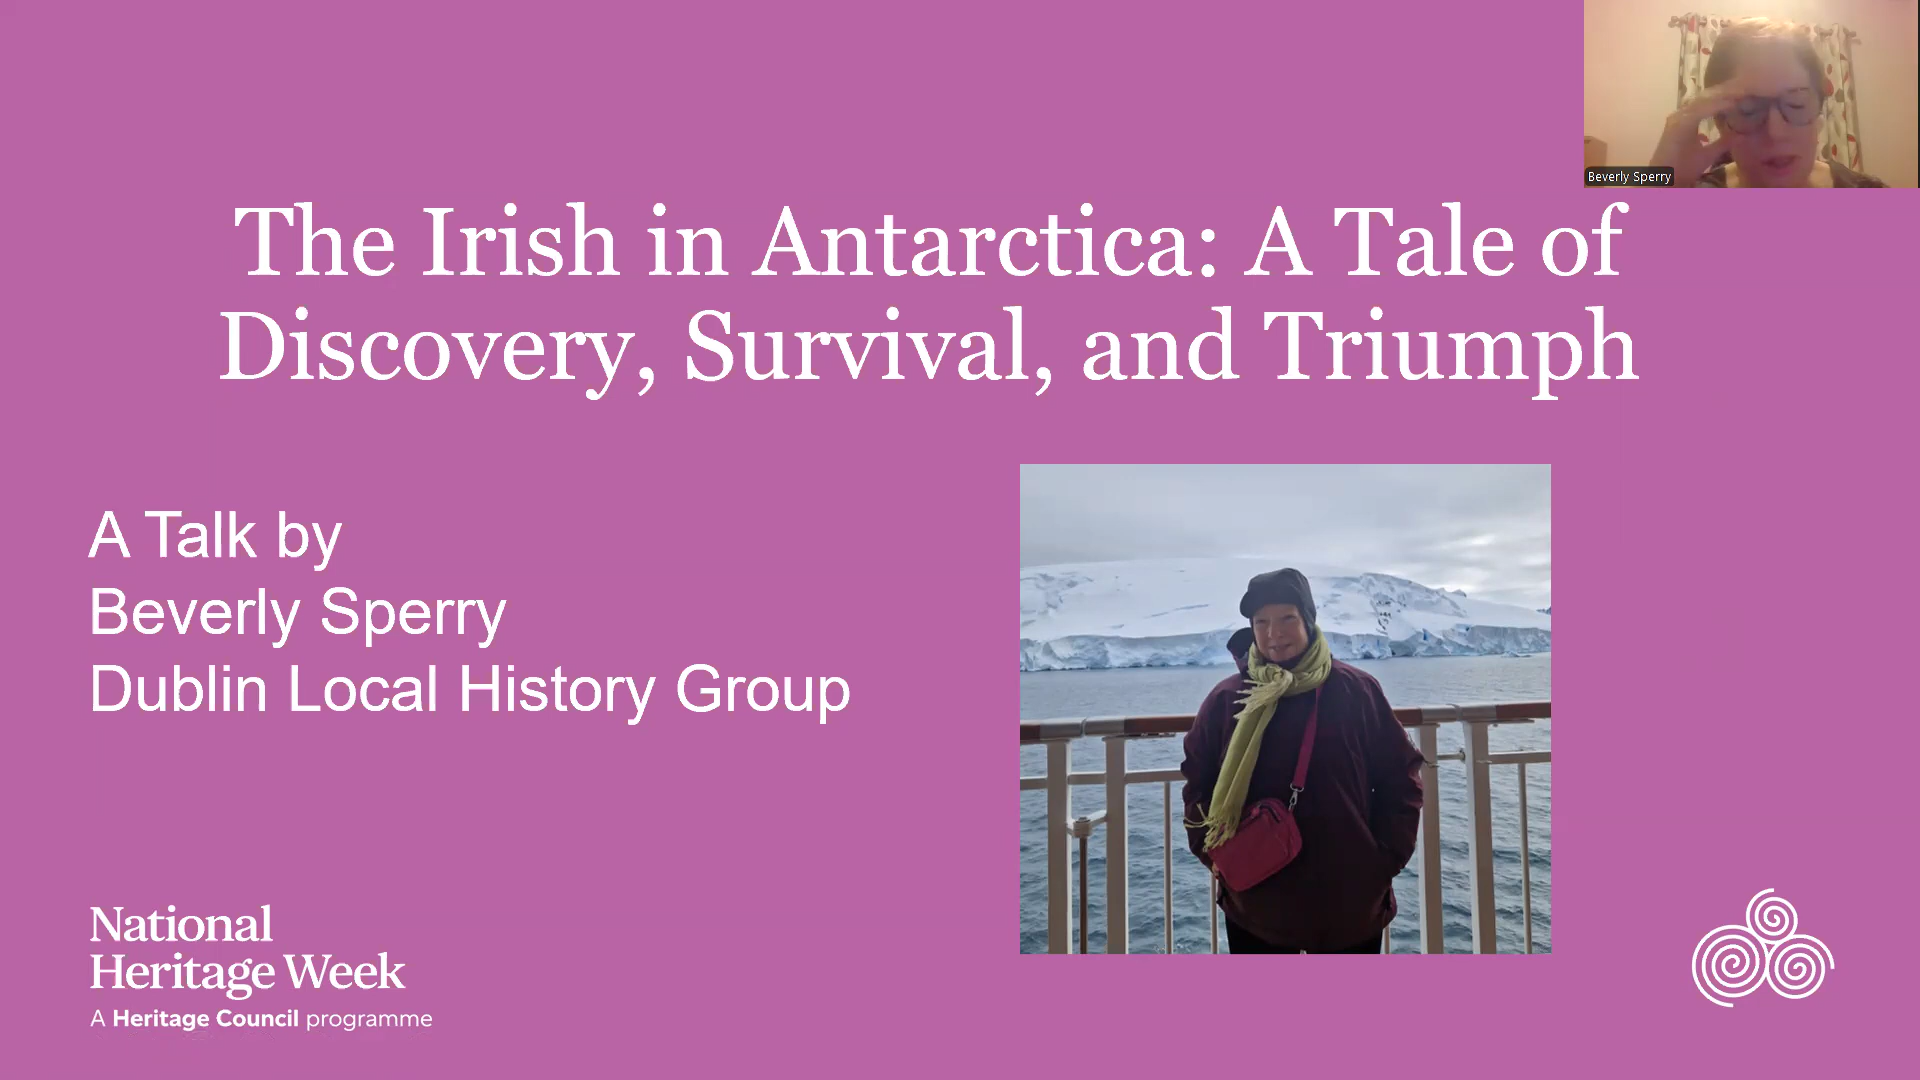 Beverly Sperry
The Irish in Antarctica: A Tale of
Discovery, Survival, and Triumph
A Talk by
Beverly Sperry
Dublin Local History Group
National
Heritage Week
A Heritage Council programme